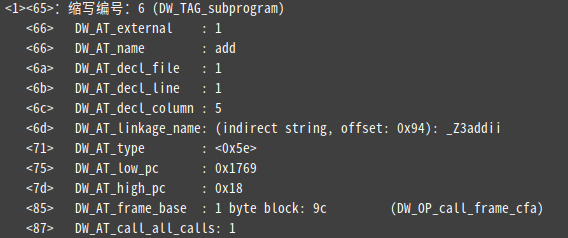 <1><65>: 缩写编号: 6 (DW_TAG_subprogram)
<66>   DW_AT_external    : 1
<66>   DW_AT_name        : add
<6a>   DW_AT_decl_file   : 1
<6b>   DW_AT_decl_line   : 1
<6c>   DW_AT_decl_column : 5
<6d>   DW_AT_linkage_name: (indirect string, offset: 0x94): _Z3addii
<71>   DW_AT_type        : <0x5e>
<75>   DW_AT_low_pc      : 0x1769
<7d>   DW_AT_high_pc     : 0x18
<85>   DW_AT_frame_base  : 1 byte block: 9c        (DW_OP_call_frame_cfa)
<87>   DW_AT_call_all_calls: 1